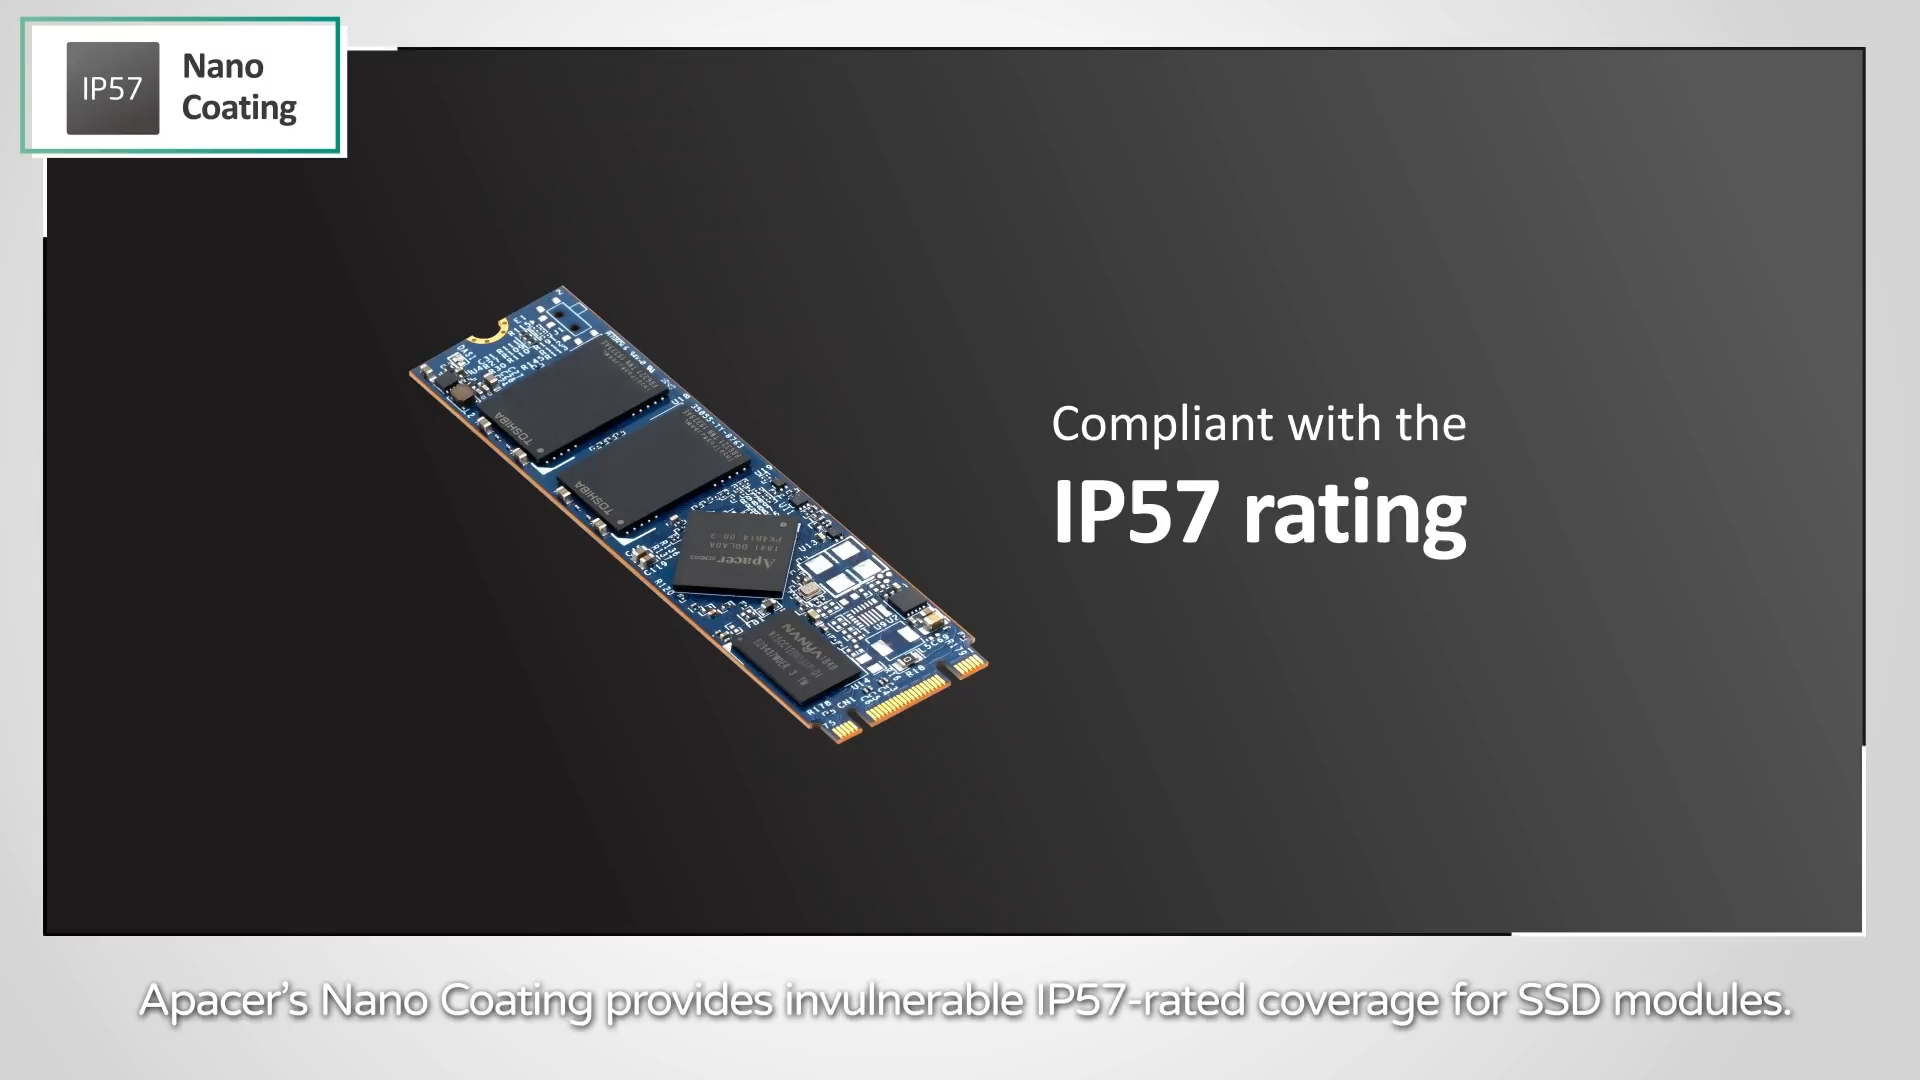 IP57
Nano
Coating
Compliant with the
IP57 rating
TOSHIBA
TOSHIBA
Apacer
NANYA
Apacer's Nano Coating provides invulnerable IP57-rated coverage for SSD modules.